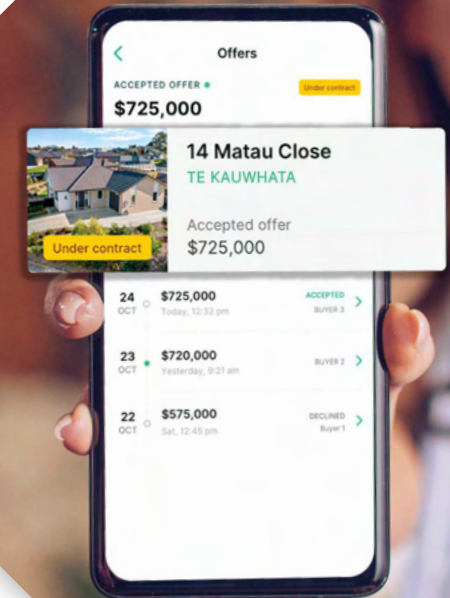 Offers
ACCEPTED OFFER
Under contract
$725,000
14 Matau Close
TE KAUWHATA
Accepted offer
Under contract
$725,000
24 $725,000 ACCEPTED
OCT Today, 12:32 pm BUYER 3
23 $720,000 BUYER 2
OCT Yesterday, 9:21 am
22 $575,000 DECLINED
OCT Sat, 12:45 pm Buyer 1